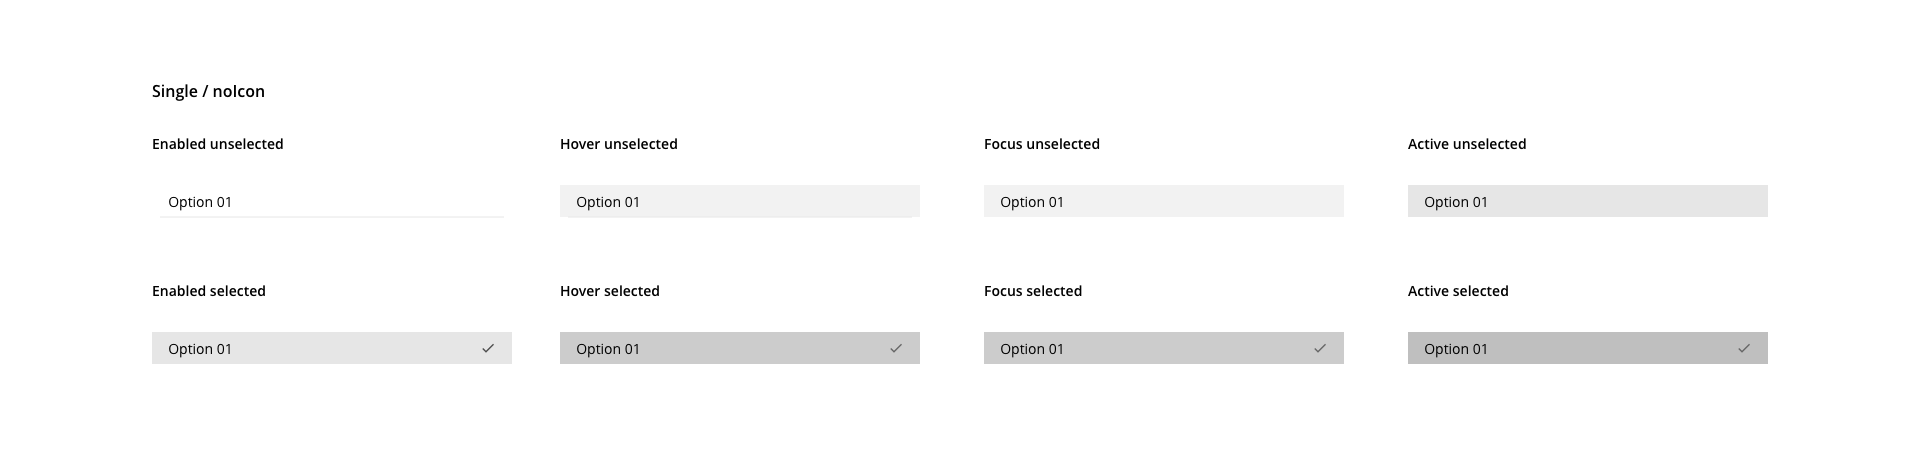 Single / noIcon
Enabled unselected
Hover unselected
Focus unselected
Active unselected
Option 01
Option 01
Option 01
Option 01
Enabled selected
Hover selected
Focus selected
Active selected
Option 01
Option 01
Option 01
Option 01